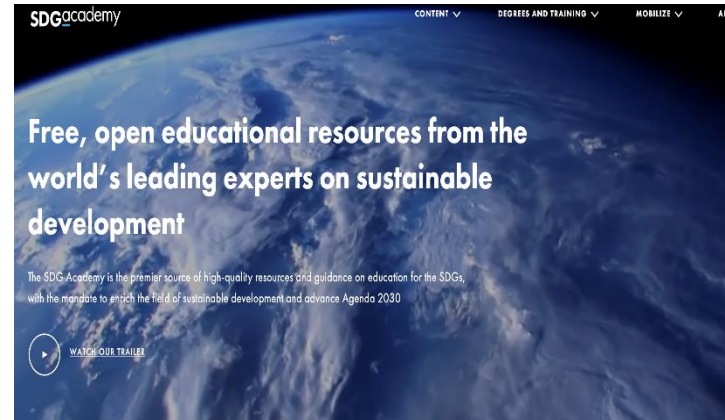 SDGacademy
CONTENT
DEGREES AND TRAINING
MOBILIZE
Free, open educational resources from the
world's leading experts on sustainable
development
The SDG Academy is the premier source of high-quality resources and guidance on education for the SDGs,
with the mandate to enrich the field of sustainable development and advance Agenda 2030
WATCH OUR TRAILER